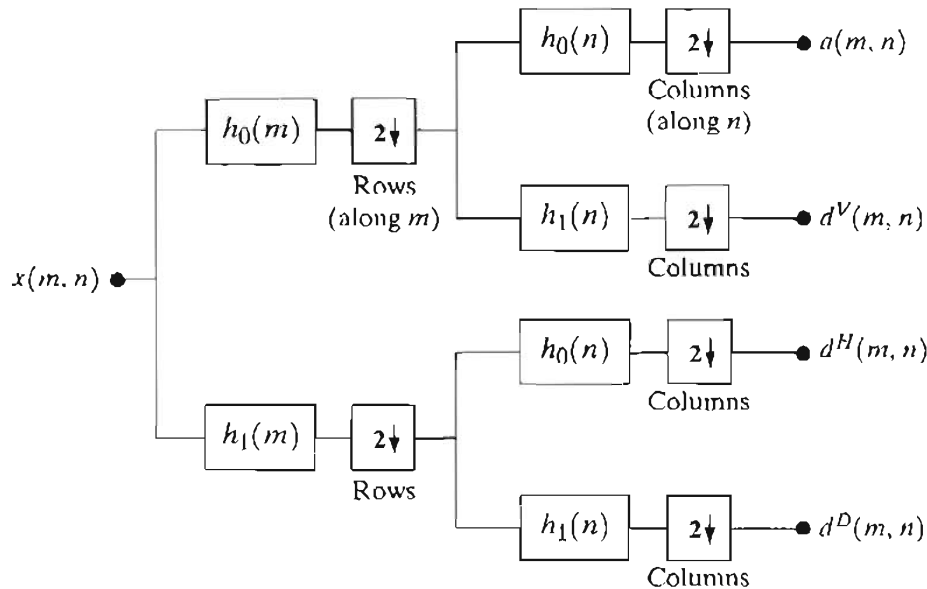 h₀(n) 2↓ a(m, n)
Columns
(along n)
h₀(m) 2↓
Rows
(along m)
h₁(n) 2↓ dⱽ(m, n)
Columns
x(m, n)
h₀(n) 2↓ dᴴ(m, n)
Columns
h₁(m) 2↓
Rows
h₁(n) 2↓ dᴰ(m, n)
Columns